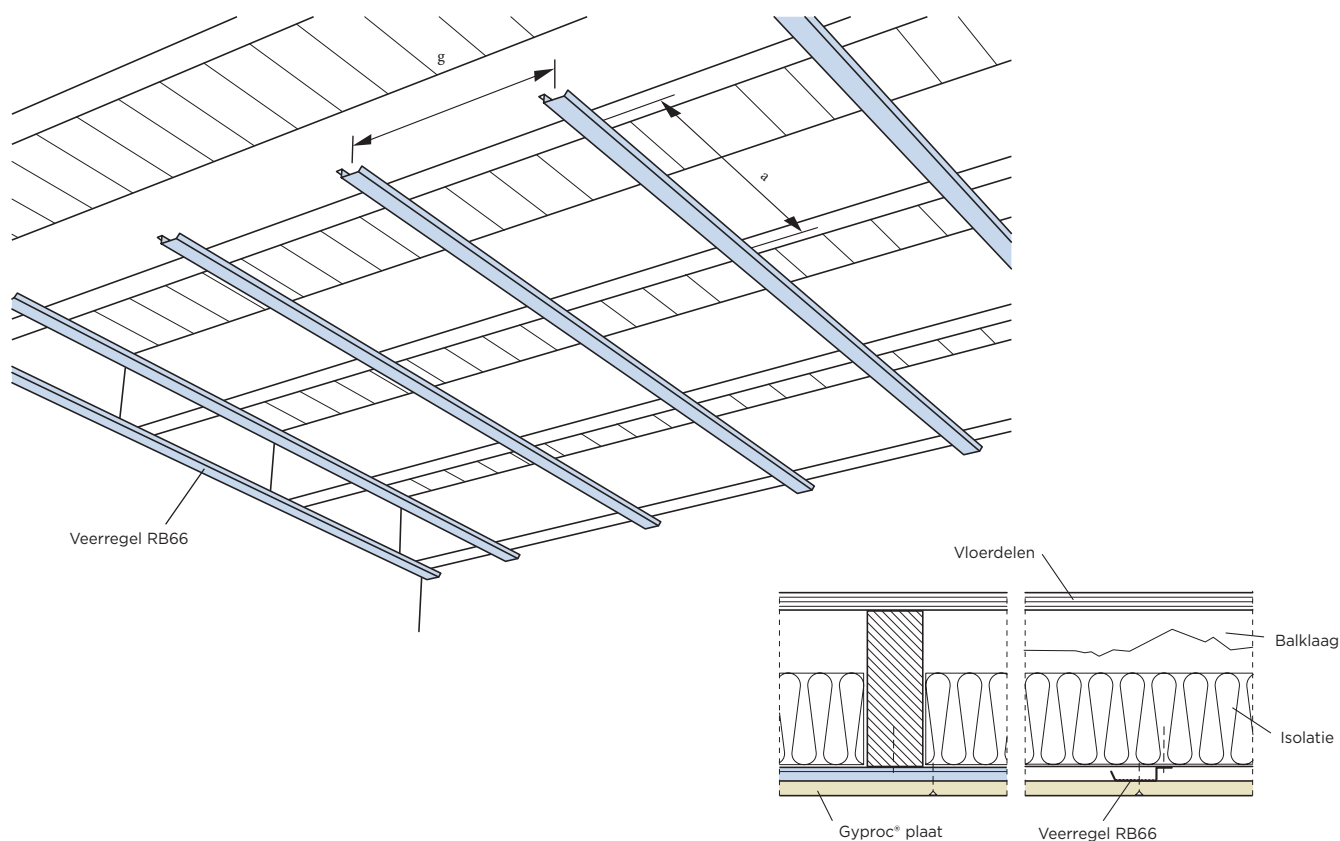 g
a
Veerregel RB66
Vloerdelen
Balklaag
Isolatie
Gyproc® plaat
Veerregel RB66